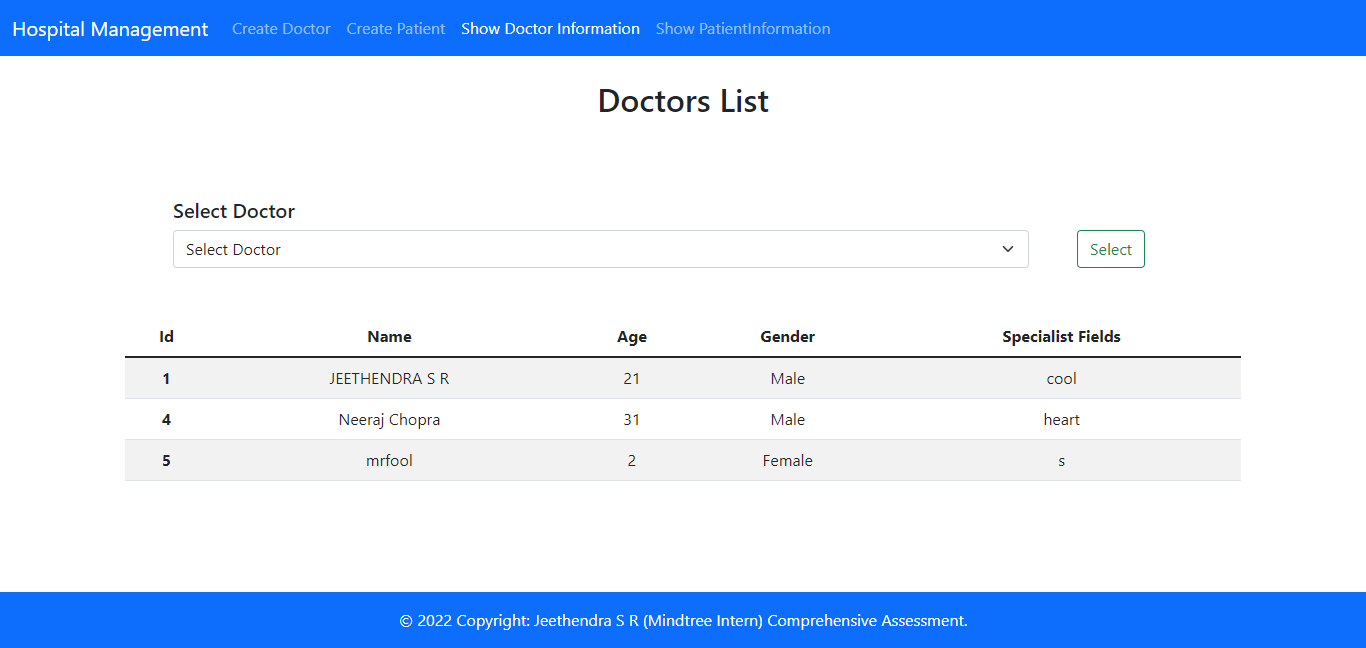 Hospital Management Create Doctor Create Patient Show Doctor Information Show PatientInformation
Doctors List
Select Doctor
Select Doctor Select
Id Name Age Gender Specialist Fields
1 JEETHENDRA S R 21 Male cool
4 Neeraj Chopra 31 Male heart
5 mrfool 2 Female s
© 2022 Copyright: Jeethendra S R (Mindtree Intern) Comprehensive Assessment.